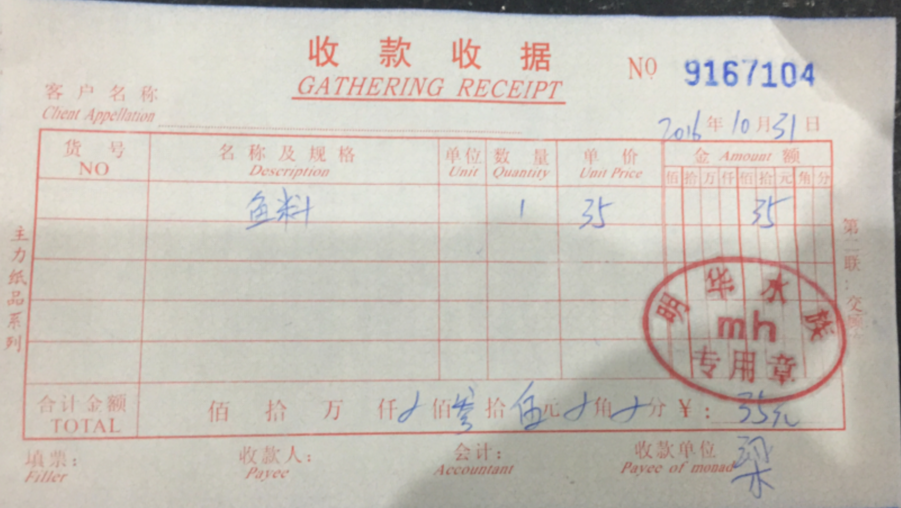 收款收据
GATHERING RECEIPT
NO 9167104
客户名称
Client Appellation
2016年10月31日
货号 名称及规格 单位 数量 单价 金 Amount 额
NO Description Unit Quantity Unit Price 佰拾万仟佰拾元角分
鱼料 1 35 35
主力纸品系列
第二联:交顾
明华水族
mh
专用章
合计金额 佰拾万仟佰叁拾伍元角分¥:35元
TOTAL
填票: 收款人: 会计: 收款单位 梁
Filler Payee Accountant Payee of monad